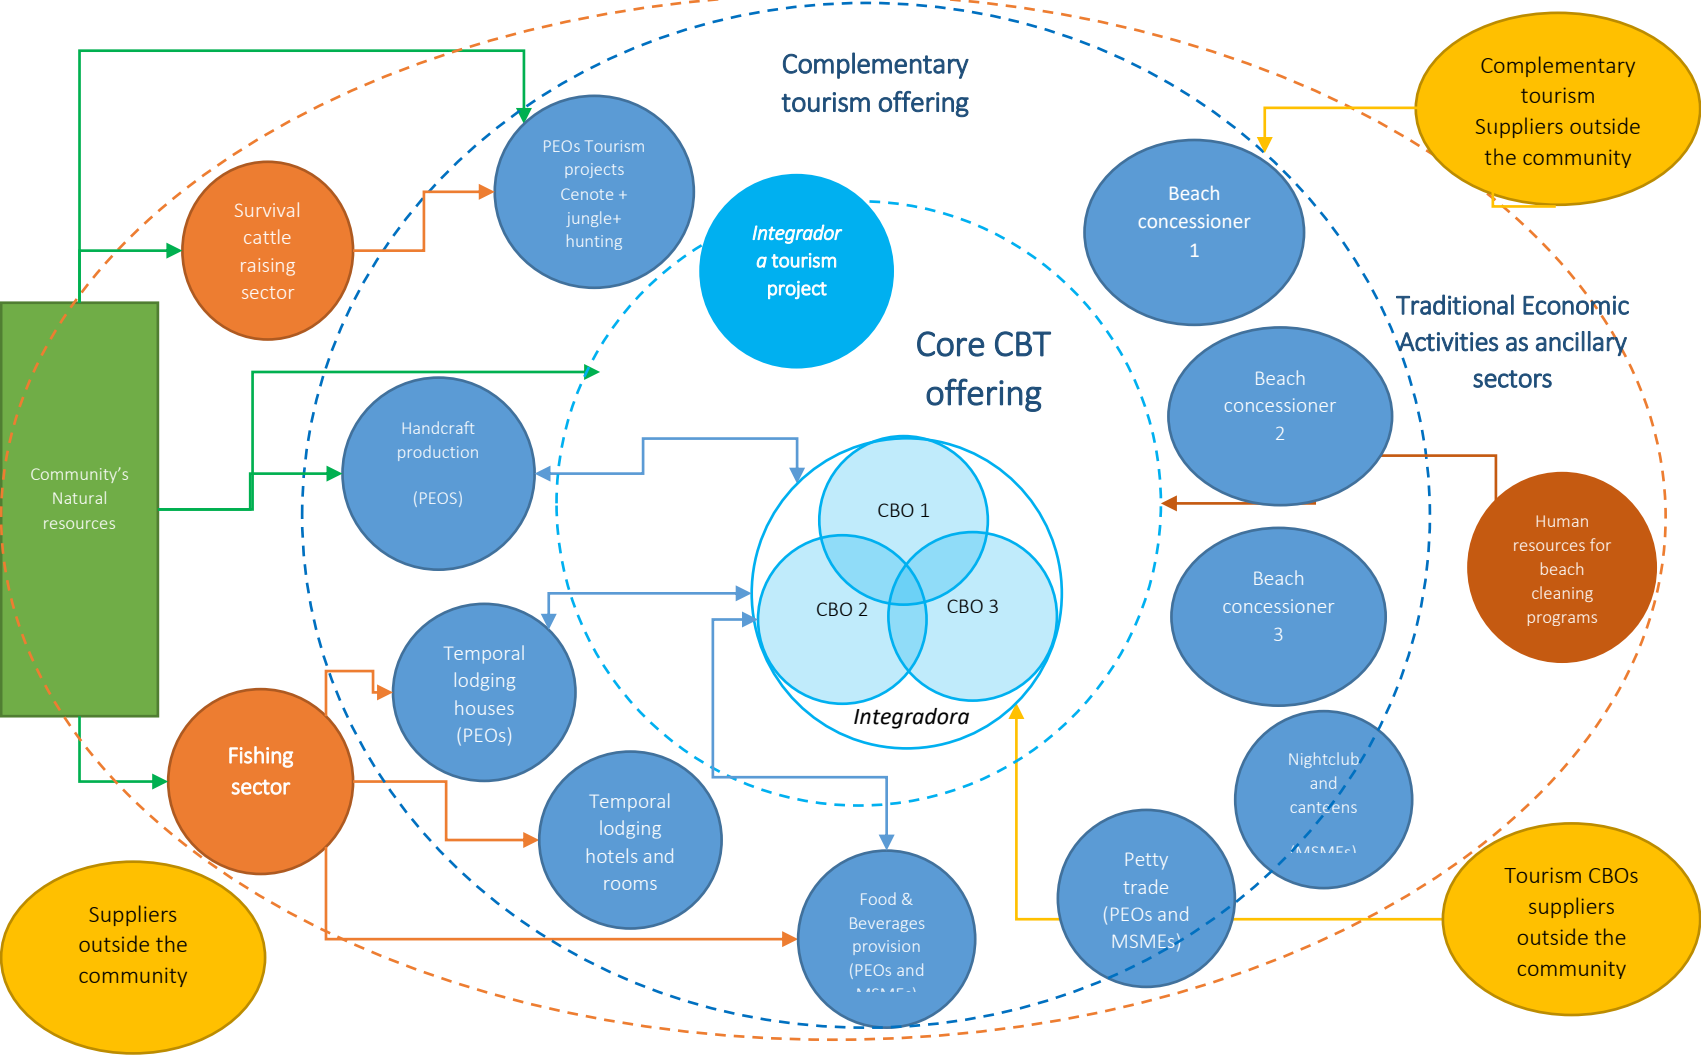 Complementary
tourism offering
Complementary
tourism
Suppliers outside
the community
PEOs Tourism
projects
Cenote +
jungle+
hunting
Survival
cattle
raising
sector
Integrador
a tourism
project
Beach
concessioner
1
Traditional Economic
Activities as ancillary
sectors
Core CBT
offering
Beach
concessioner
2
Handcraft
production
(PEOS)
Community's
Natural
resources
CBO 1
CBO 2
CBO 3
Integradora
Human
resources for
beach
cleaning
programs
Beach
concessioner
3
Temporal
lodging
houses
(PEOs)
Fishing
sector
Temporal
lodging
hotels and
rooms
Nightclub
and
canteens
(MSMEs)
Petty
trade
(PEOs and
MSMEs)
Food &
Beverages
provision
(PEOs and
MSMEs)
Tourism CBOs
suppliers
outside the
community
Suppliers
outside the
community